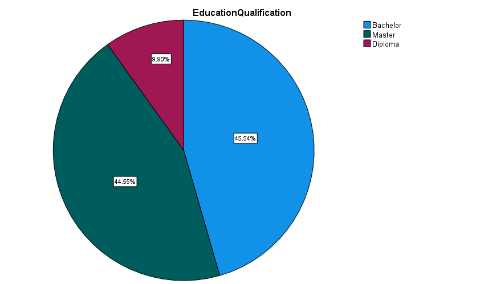 EducationQualification
Bachelor
Master
Diploma
9.90%
45.54%
44.55%